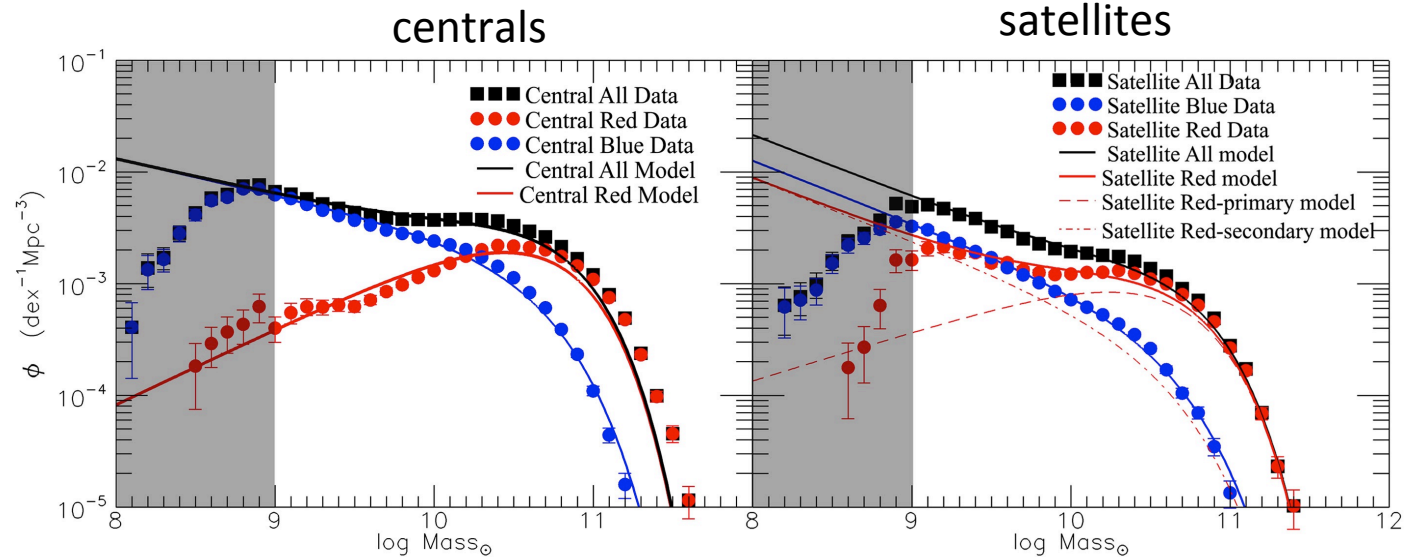 centrals
satellites
Central All Data
Central Red Data
Central Blue Data
Central All Model
Central Red Model
Satellite All Data
Satellite Blue Data
Satellite Red Data
Satellite All model
Satellite Red model
Satellite Red-primary model
Satellite Red-secondary model
10⁻¹
10⁻²
10⁻³
10⁻⁴
10⁻⁵
ϕ (dex⁻¹Mpc⁻³)
8 9 10 11
8 9 10 11 12
log Mass☉
log Mass☉